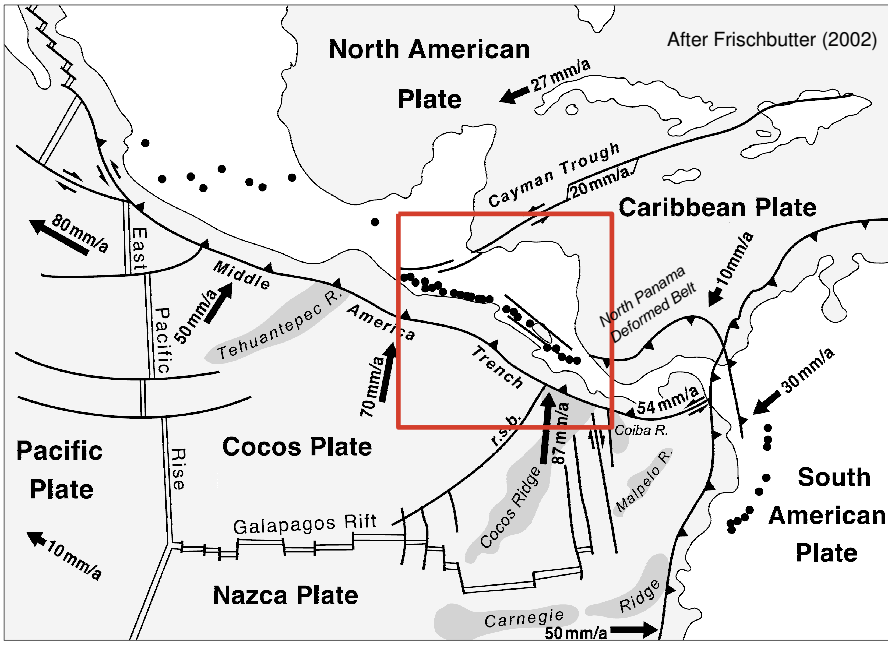 North American
Plate
After Frischbutter (2002)
27 mm/a
Cayman Trough
20 mm/a
Caribbean Plate
80 mm/a
East
Pacific
Rise
Middle
America
Trench
50 mm/a
Tehuantepec R.
10 mm/a
North Panama
Deformed Belt
70 mm/a
30 mm/a
54 mm/a
Coiba R.
r.s.b.
87 mm/a
Cocos Ridge
Malpelo R.
Pacific
Plate
Cocos Plate
South
American
Plate
Galapagos Rift
10 mm/a
Nazca Plate
Carnegie
Ridge
50 mm/a